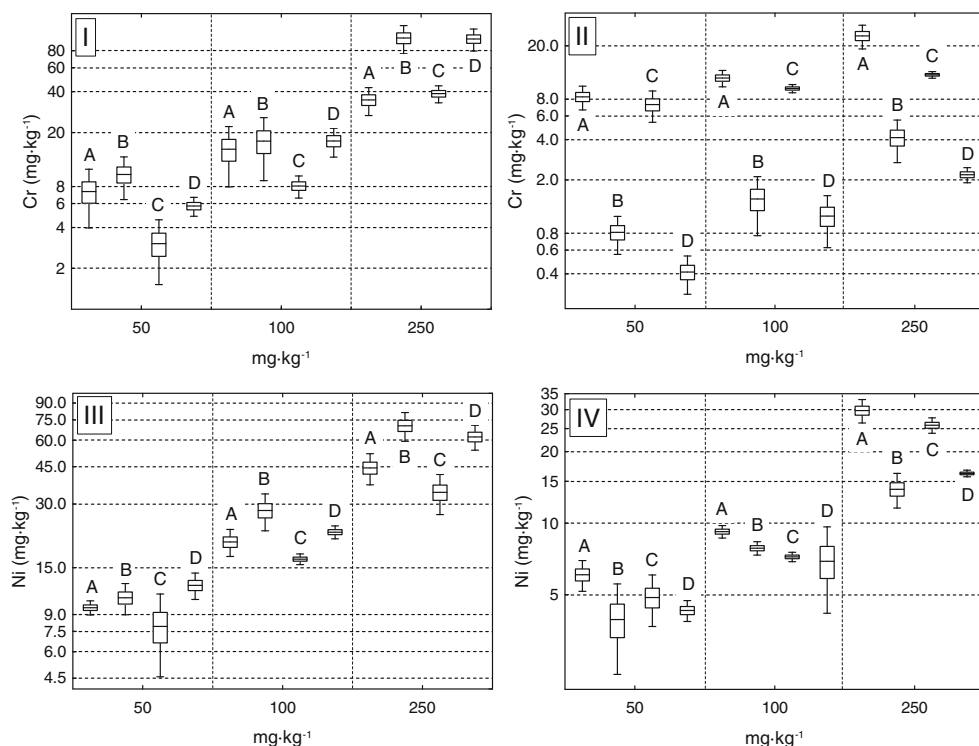 I
Cr (mg·kg⁻¹)
80
60
40
20
8
6
4
2
A
B
C
D
A
B
C
D
A
B
C
D
50
100
250
mg·kg⁻¹
II
Cr (mg·kg⁻¹)
20.0
8.0
6.0
4.0
2.0
0.8
0.6
0.4
A
B
C
D
A
B
C
D
A
B
C
D
50
100
250
mg·kg⁻¹
III
Ni (mg·kg⁻¹)
90.0
75.0
60.0
45.0
30.0
15.0
9.0
7.5
6.0
4.5
A
B
C
D
A
B
C
D
A
B
C
D
50
100
250
mg·kg⁻¹
IV
Ni (mg·kg⁻¹)
35
30
25
20
15
10
5
A
B
C
D
A
B
C
D
A
B
C
D
50
100
250
mg·kg⁻¹